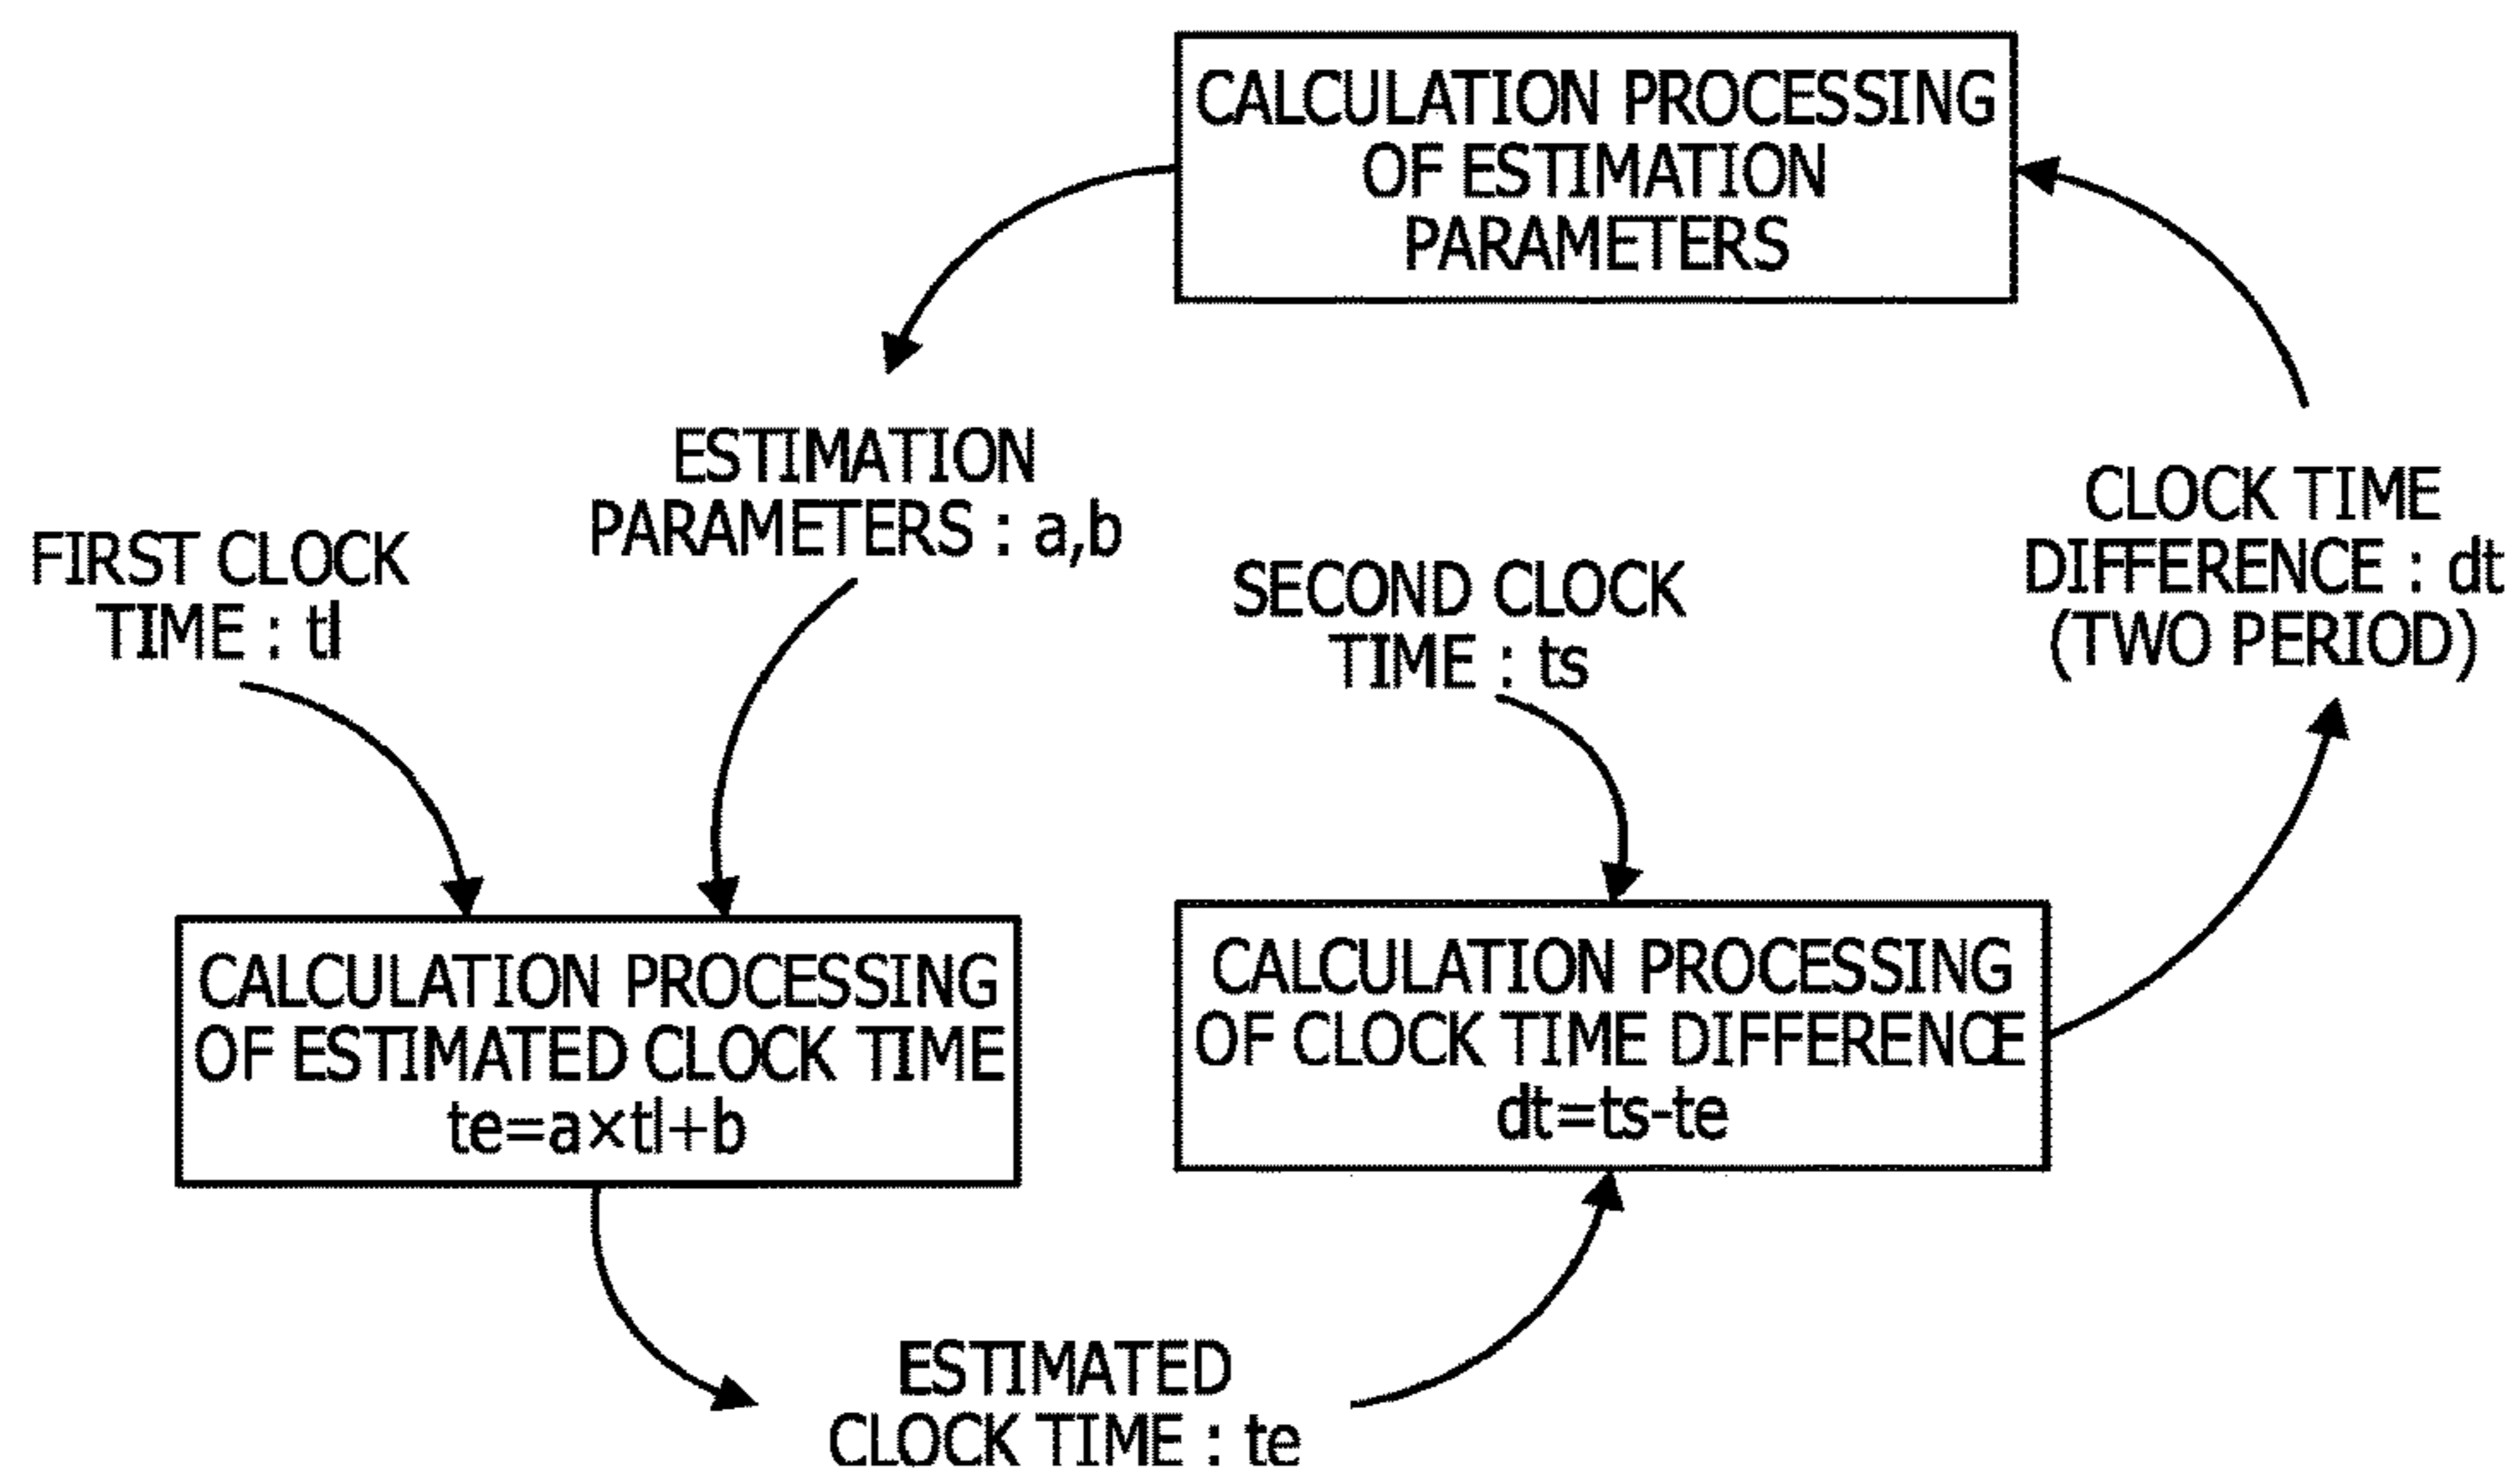 CALCULATION PROCESSING
OF ESTIMATION
PARAMETERS
ESTIMATION
PARAMETERS : a,b
FIRST CLOCK
TIME : tl
SECOND CLOCK
TIME : ts
CLOCK TIME
DIFFERENCE : dt
(TWO PERIOD)
CALCULATION PROCESSING
OF ESTIMATED CLOCK TIME
te=a×tl+b
CALCULATION PROCESSING
OF CLOCK TIME DIFFERENCE
dt=ts-te
ESTIMATED
CLOCK TIME : te